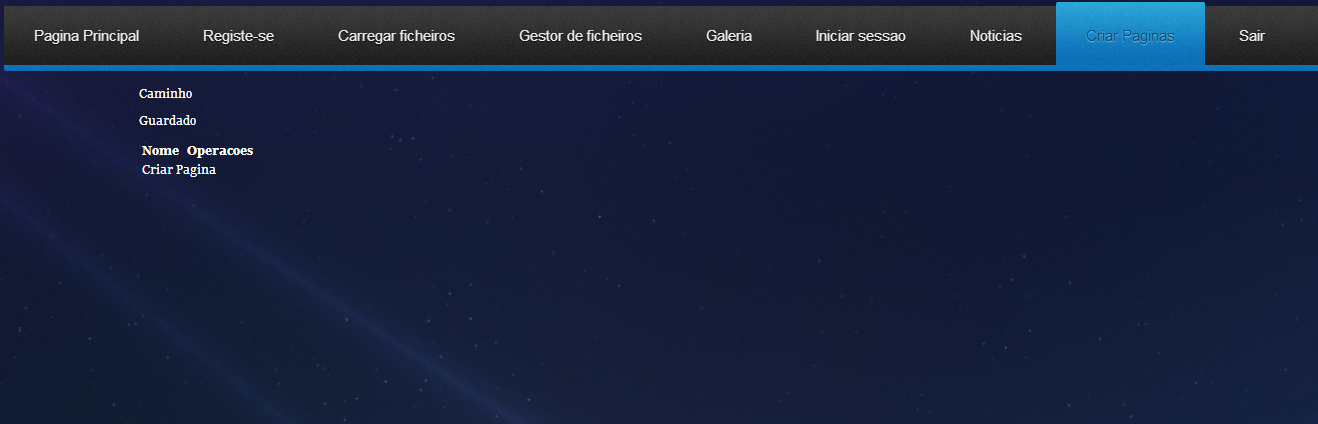 Pagina Principal Registe-se Carregar ficheiros Gestor de ficheiros Galeria Iniciar sessao Noticias Criar Paginas Sair
Caminho
Guardado
Nome Operacoes
Criar Pagina